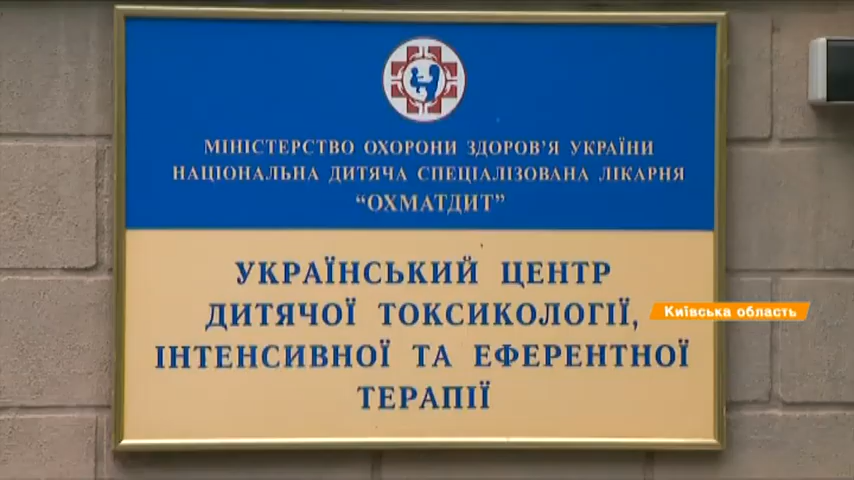 МІНІСТЕРСТВО ОХОРОНИ ЗДОРОВ'Я УКРАЇНИ
НАЦІОНАЛЬНА ДИТЯЧА СПЕЦІАЛІЗОВАНА ЛІКАРНЯ
“ОХМАТДИТ”
УКРАЇНСЬКИЙ ЦЕНТР
ДИТЯЧОЇ ТОКСИКОЛОГІЇ,
ІНТЕНСИВНОЇ ТА ЕФЕРЕНТНОЇ
ТЕРАПІЇ
Київська область